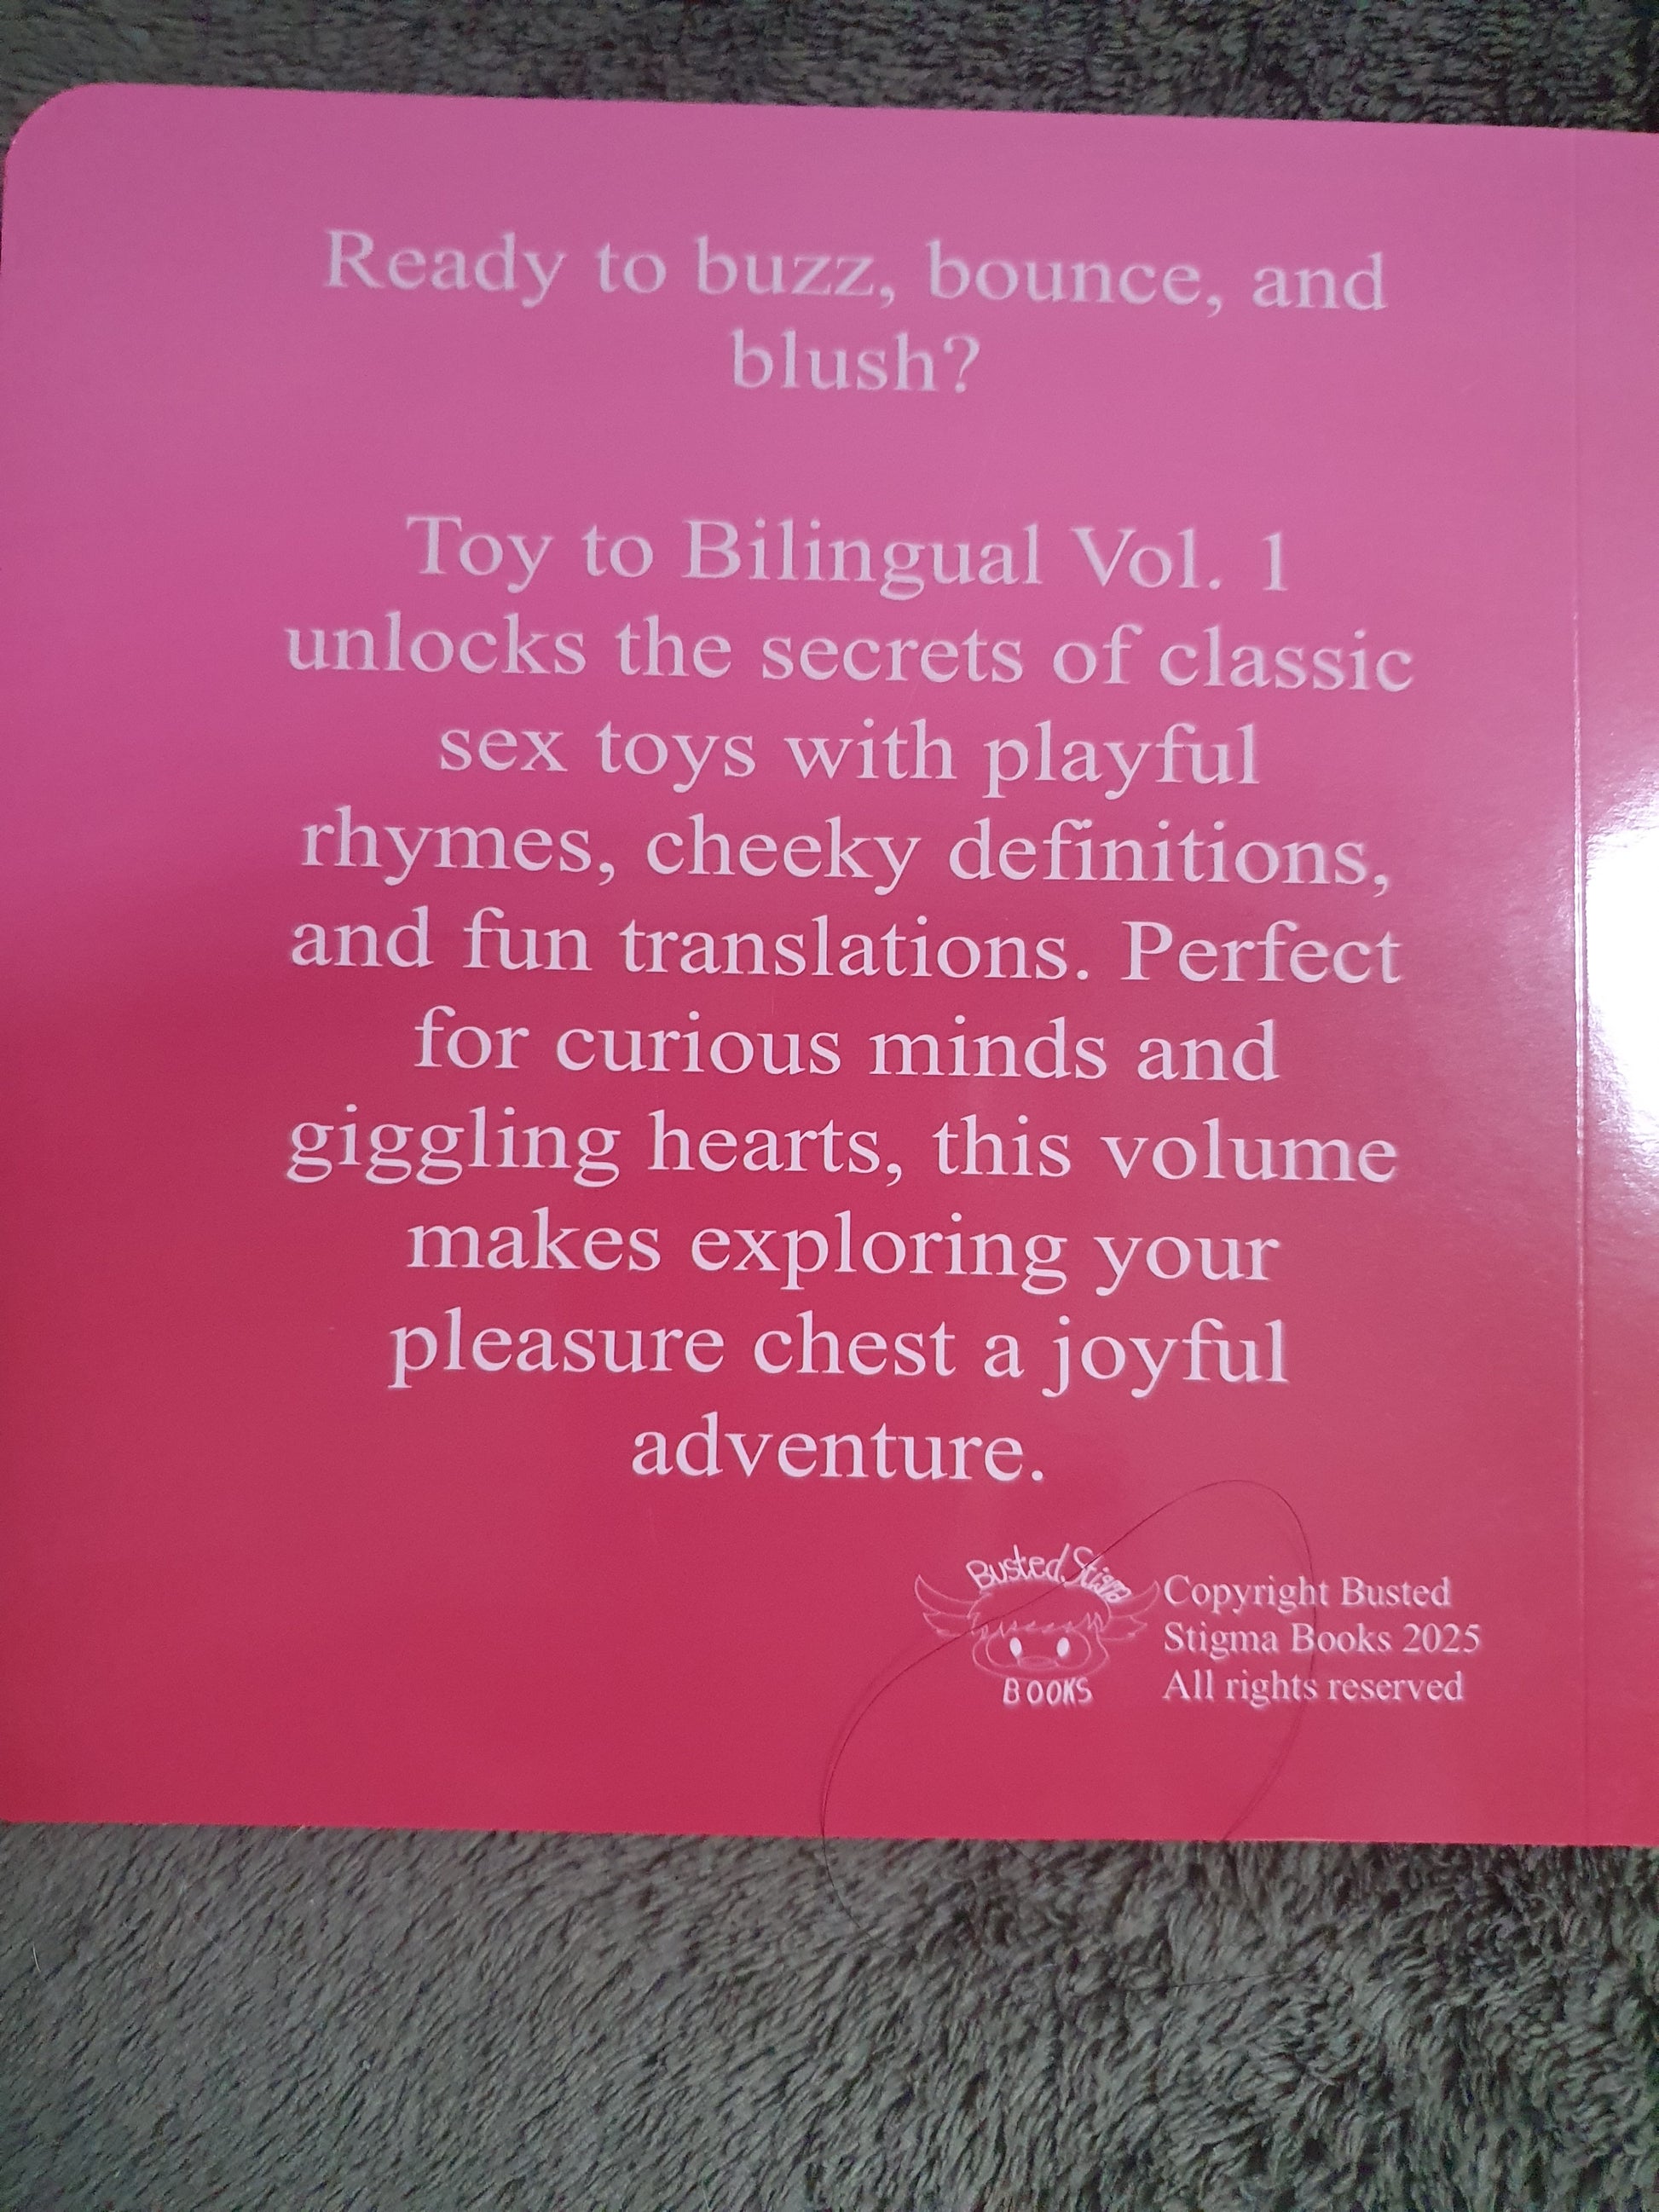 Ready to buzz, bounce, and
blush?
Toy to Bilingual Vol. 1
unlocks the secrets of classic
sex toys with playful
rhymes, cheeky definitions,
and fun translations. Perfect
for curious minds and
giggling hearts, this volume
makes exploring your
pleasure chest a joyful
adventure.
Busted Stigma
BOOKS
Copyright Busted
Stigma Books 2025
All rights reserved